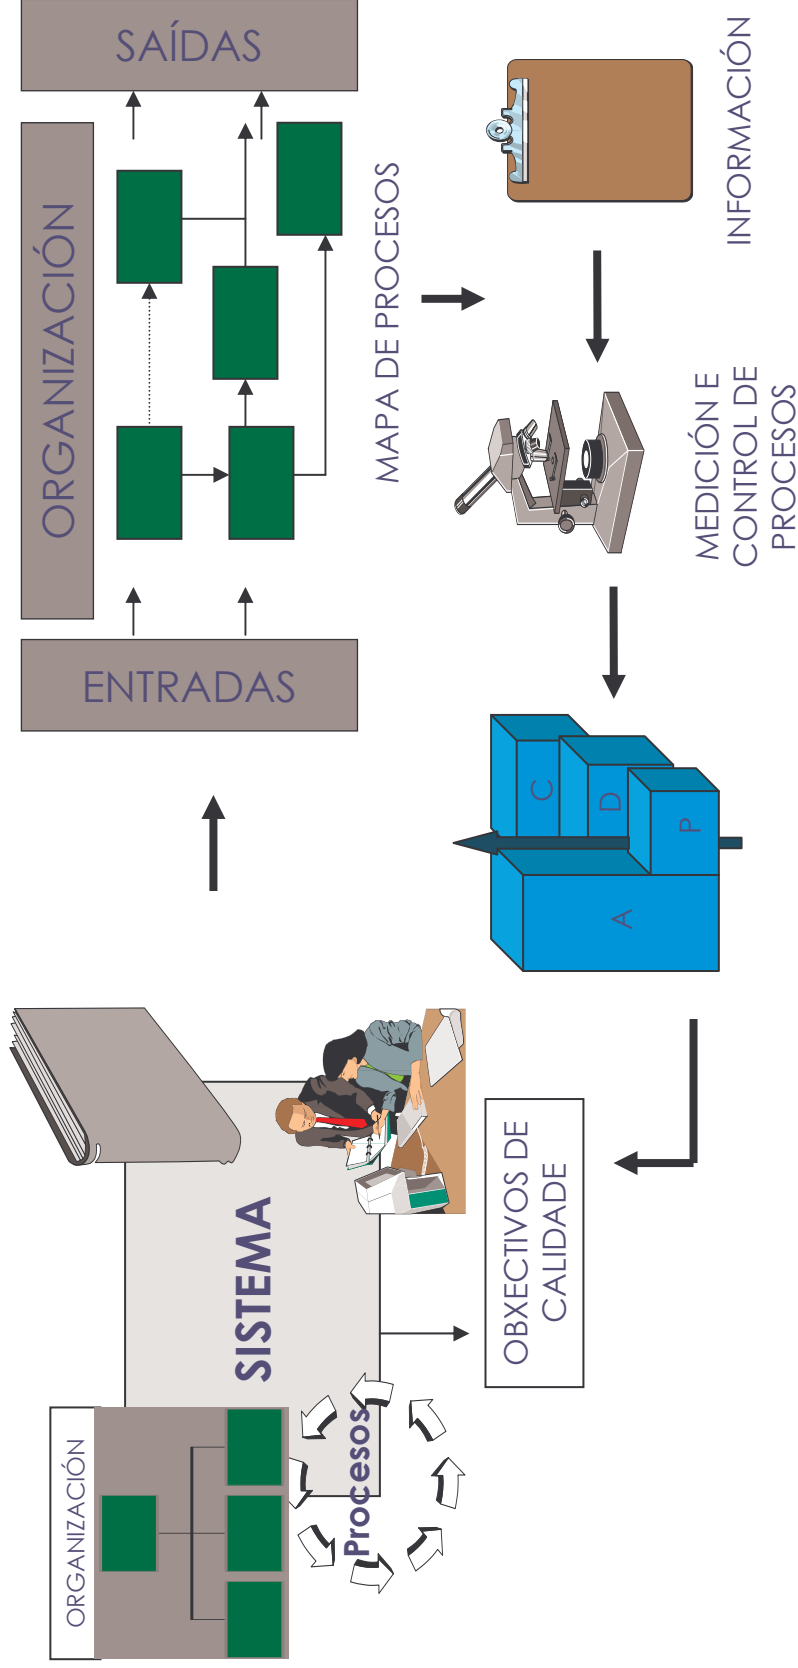 ORGANIZACIÓN
SISTEMA
Procesos
OBXECTIVOS DE
CALIDADE
ENTRADAS
ORGANIZACIÓN
SAÍDAS
MAPA DE PROCESOS
A
P
D
C
MEDICIÓN E
CONTROL DE
PROCESOS
INFORMACIÓN